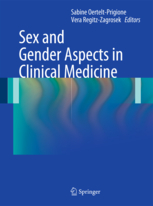 Sabine Oertelt-Prigione
Vera Regitz-Zagrosek Editors
Sex and
Gender Aspects in
Clinical Medicine
Springer